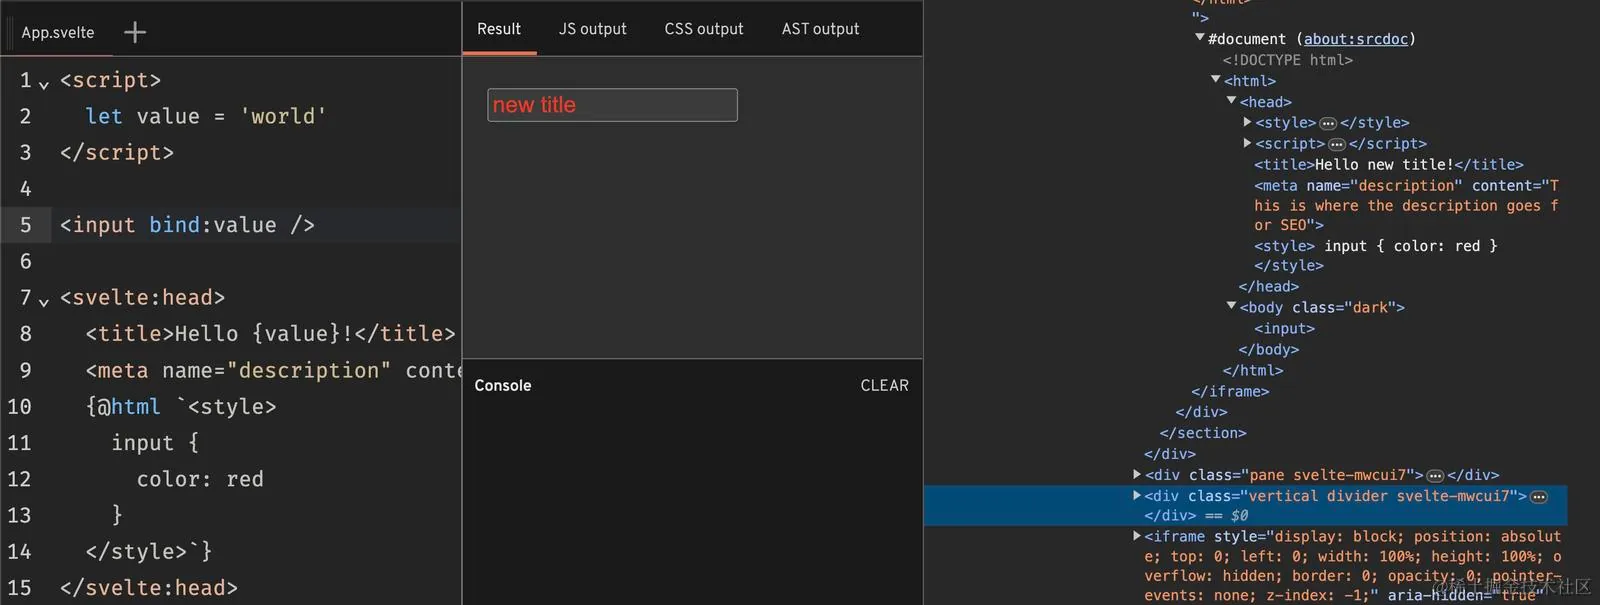 App.svelte
1 <script>
2 let value = 'world'
3 </script>
4
5 <input bind:value />
6
7 <svelte:head>
8 <title>Hello {value}!</title>
9 <meta name="description" conte
10 {@html `<style>
11 input {
12 color: red
13 }
14 </style>`}
15 </svelte:head>
Result JS output CSS output AST output
new title
Console CLEAR
</html>
">
#document (about:srcdoc)
<!DOCTYPE html>
<html>
<head>
<style> ••• </style>
<script> ••• </script>
<title>Hello new title!</title>
<meta name="description" content="T
his is where the description goes f
or SEO">
<style> input { color: red }
</style>
</head>
<body class="dark">
<input>
</body>
</html>
</iframe>
</div>
</section>
</div>
<div class="pane svelte-mwcui7"> ••• </div>
<div class="vertical divider svelte-mwcui7"> •••
</div> == $0
<iframe style="display: block; position: absolut
e; top: 0; left: 0; width: 100%; height: 100%; o
verflow: hidden; border: 0; opacity: 0; pointer-
events: none; z-index: -1;" aria-hidden="true"
@稀土掘金技术社区